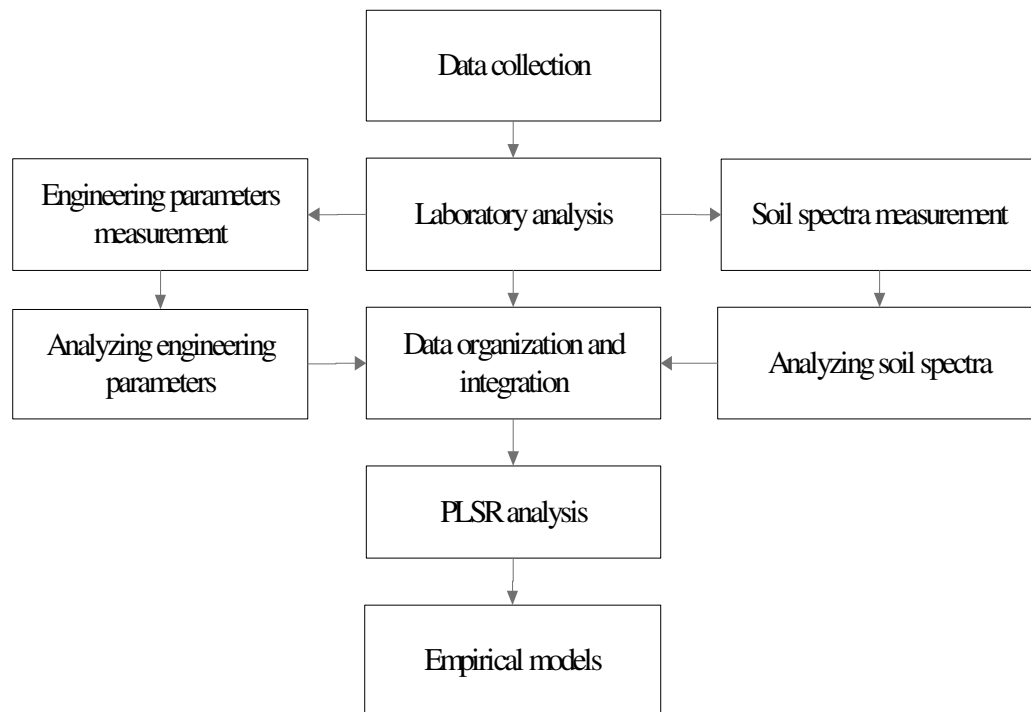 Data collection
Engineering parameters
measurement
Laboratory analysis
Soil spectra measurement
Analyzing engineering
parameters
Data organization and
integration
Analyzing soil spectra
PLSR analysis
Empirical models